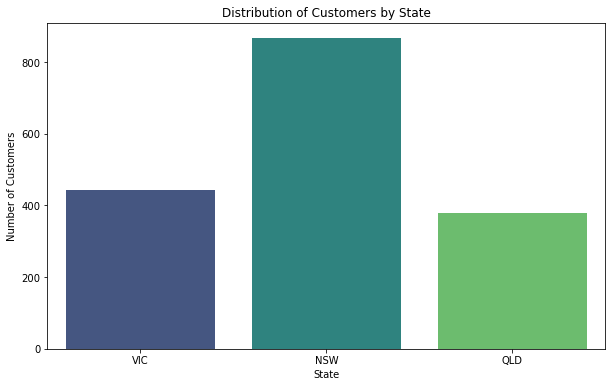 Distribution of Customers by State
Number of Customers
800
600
400
200
0
VIC NSW QLD
State